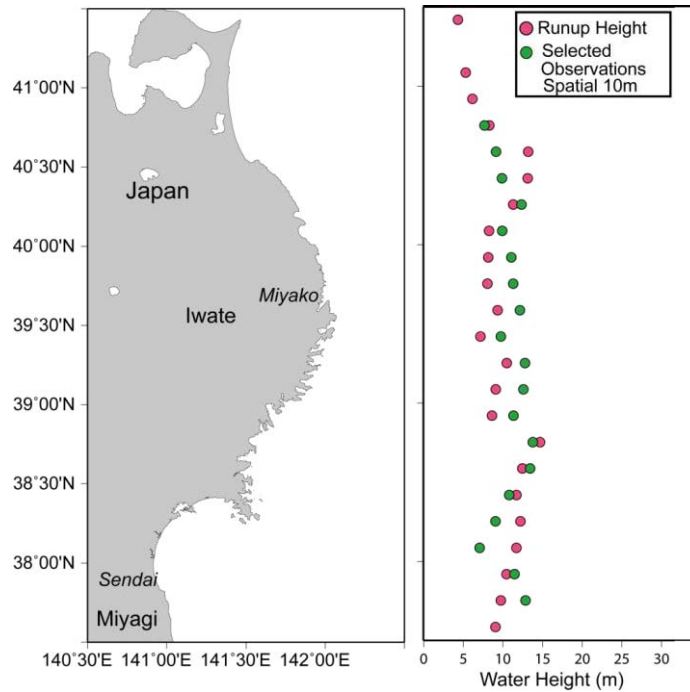 Runup Height
Selected
Observations
Spatial 10m
41°00'N
40°30'N
40°00'N
39°30'N
39°00'N
38°30'N
38°00'N
Japan
Miyako
Iwate
Sendai
Miyagi
140°30'E 141°00'E 141°30'E 142°00'E
0 5 10 15 20 25 30
Water Height (m)